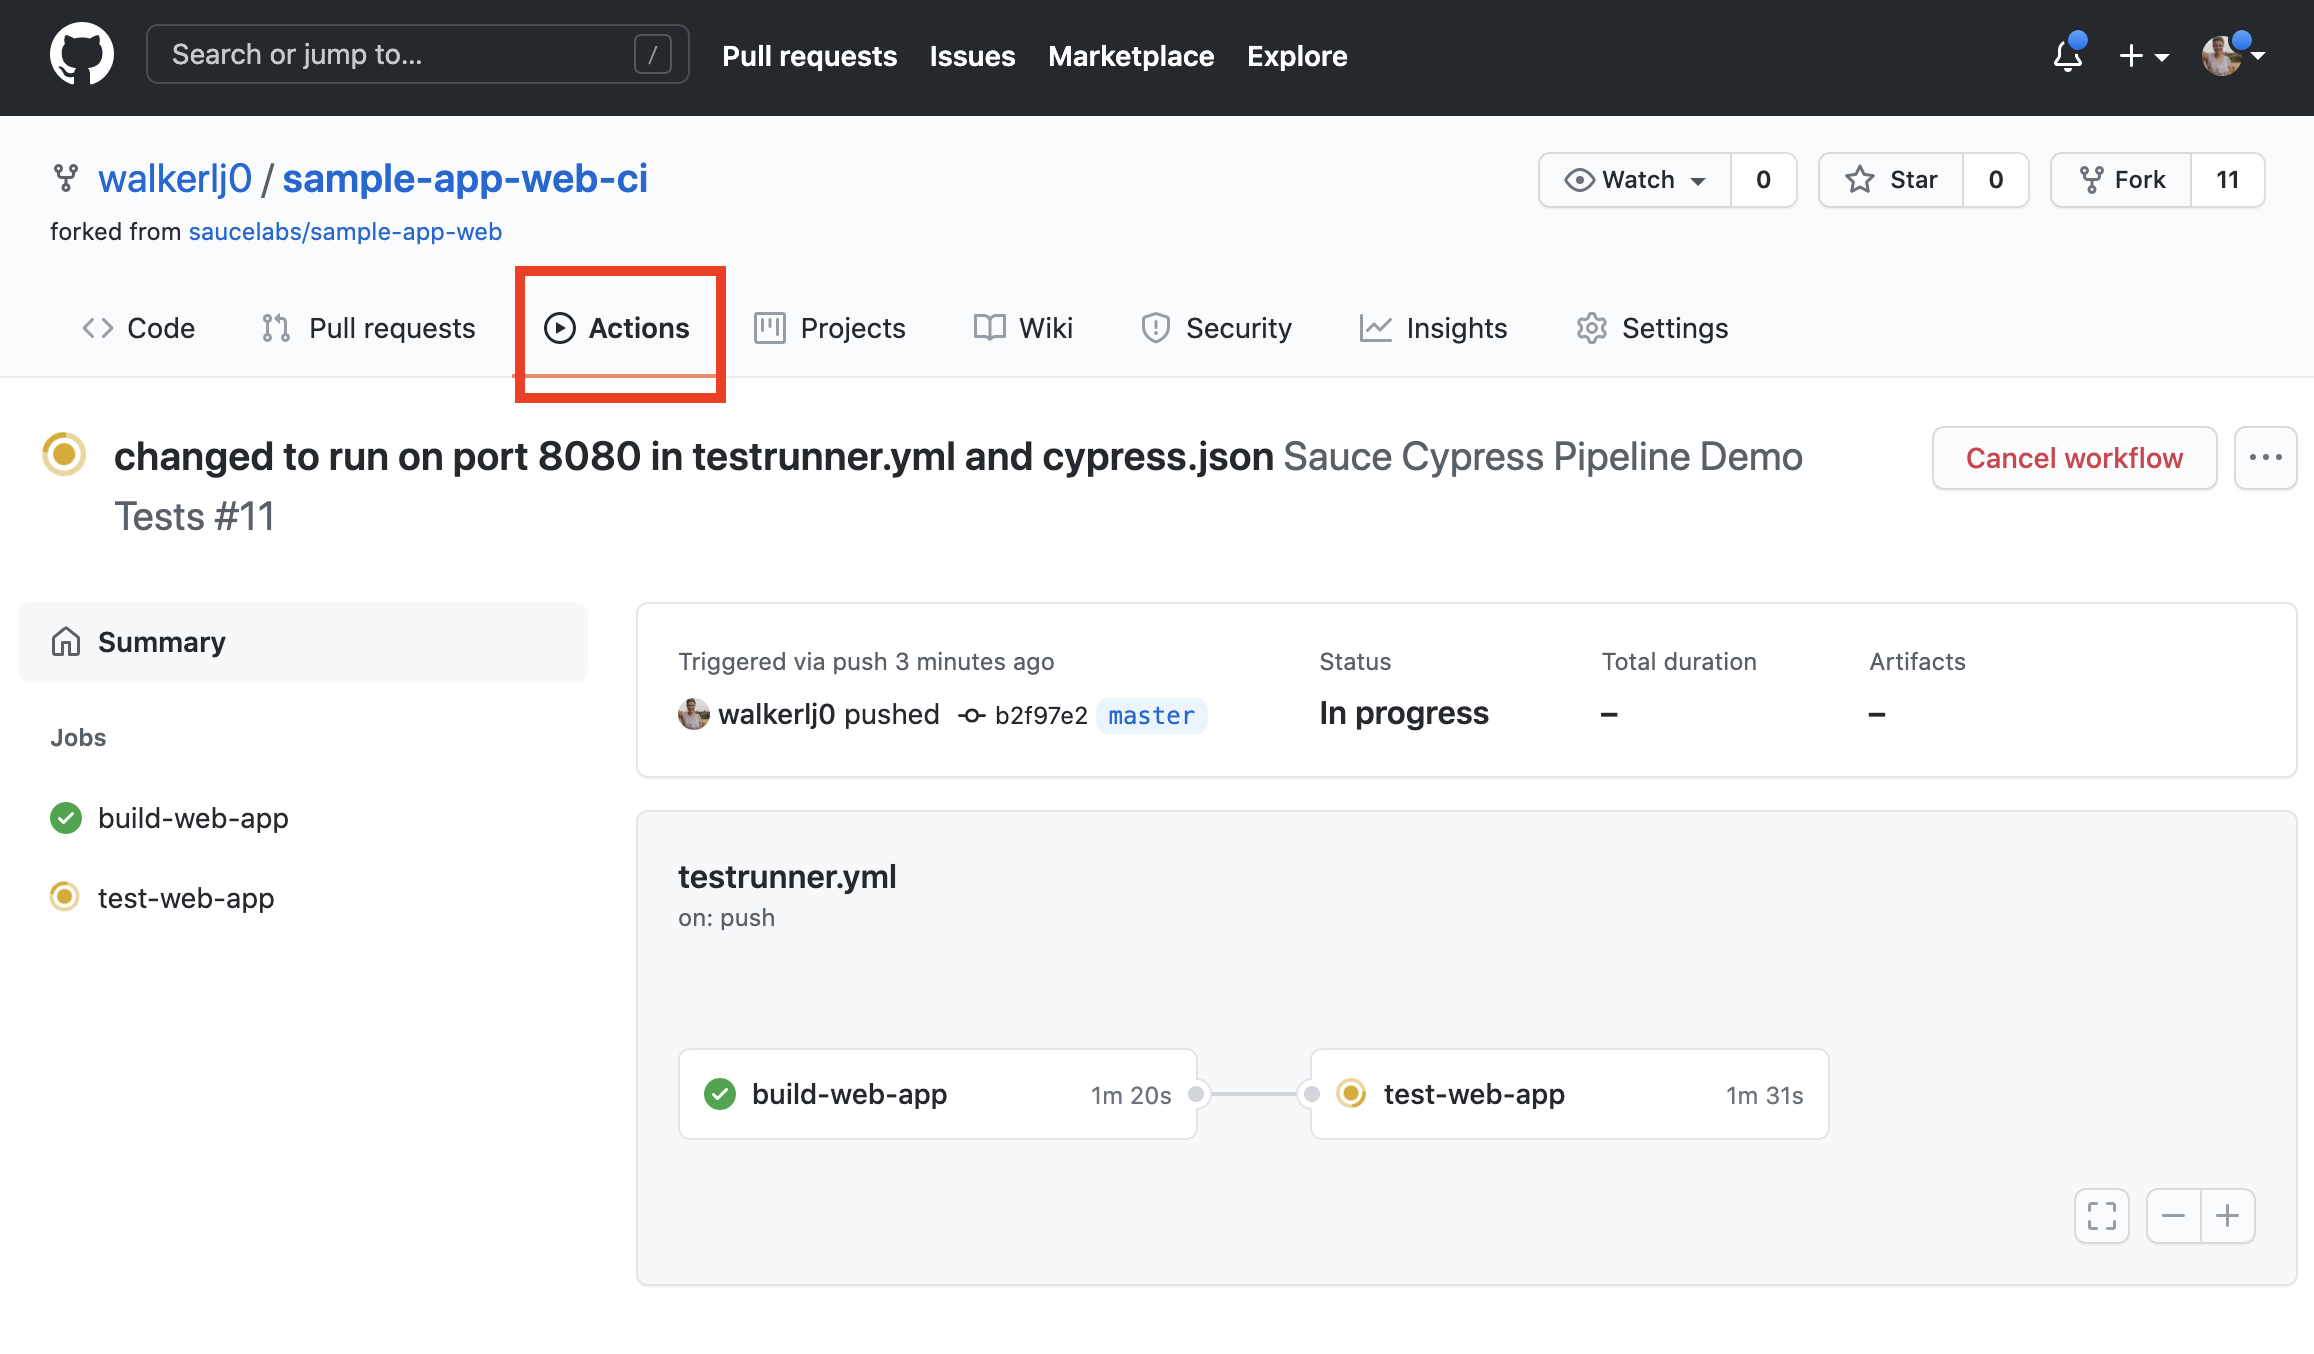 Search or jump to... / Pull requests Issues Marketplace Explore
walkerlj0 / sample-app-web-ci Watch 0 Star 0 Fork 11
forked from saucelabs/sample-app-web
Code Pull requests Actions Projects Wiki Security Insights Settings
changed to run on port 8080 in testrunner.yml and cypress.json Sauce Cypress Pipeline Demo Cancel workflow
Tests #11
Summary
Jobs
build-web-app
test-web-app
Triggered via push 3 minutes ago Status Total duration Artifacts
walkerlj0 pushed b2f97e2 master In progress – –
testrunner.yml
on: push
build-web-app 1m 20s test-web-app 1m 31s